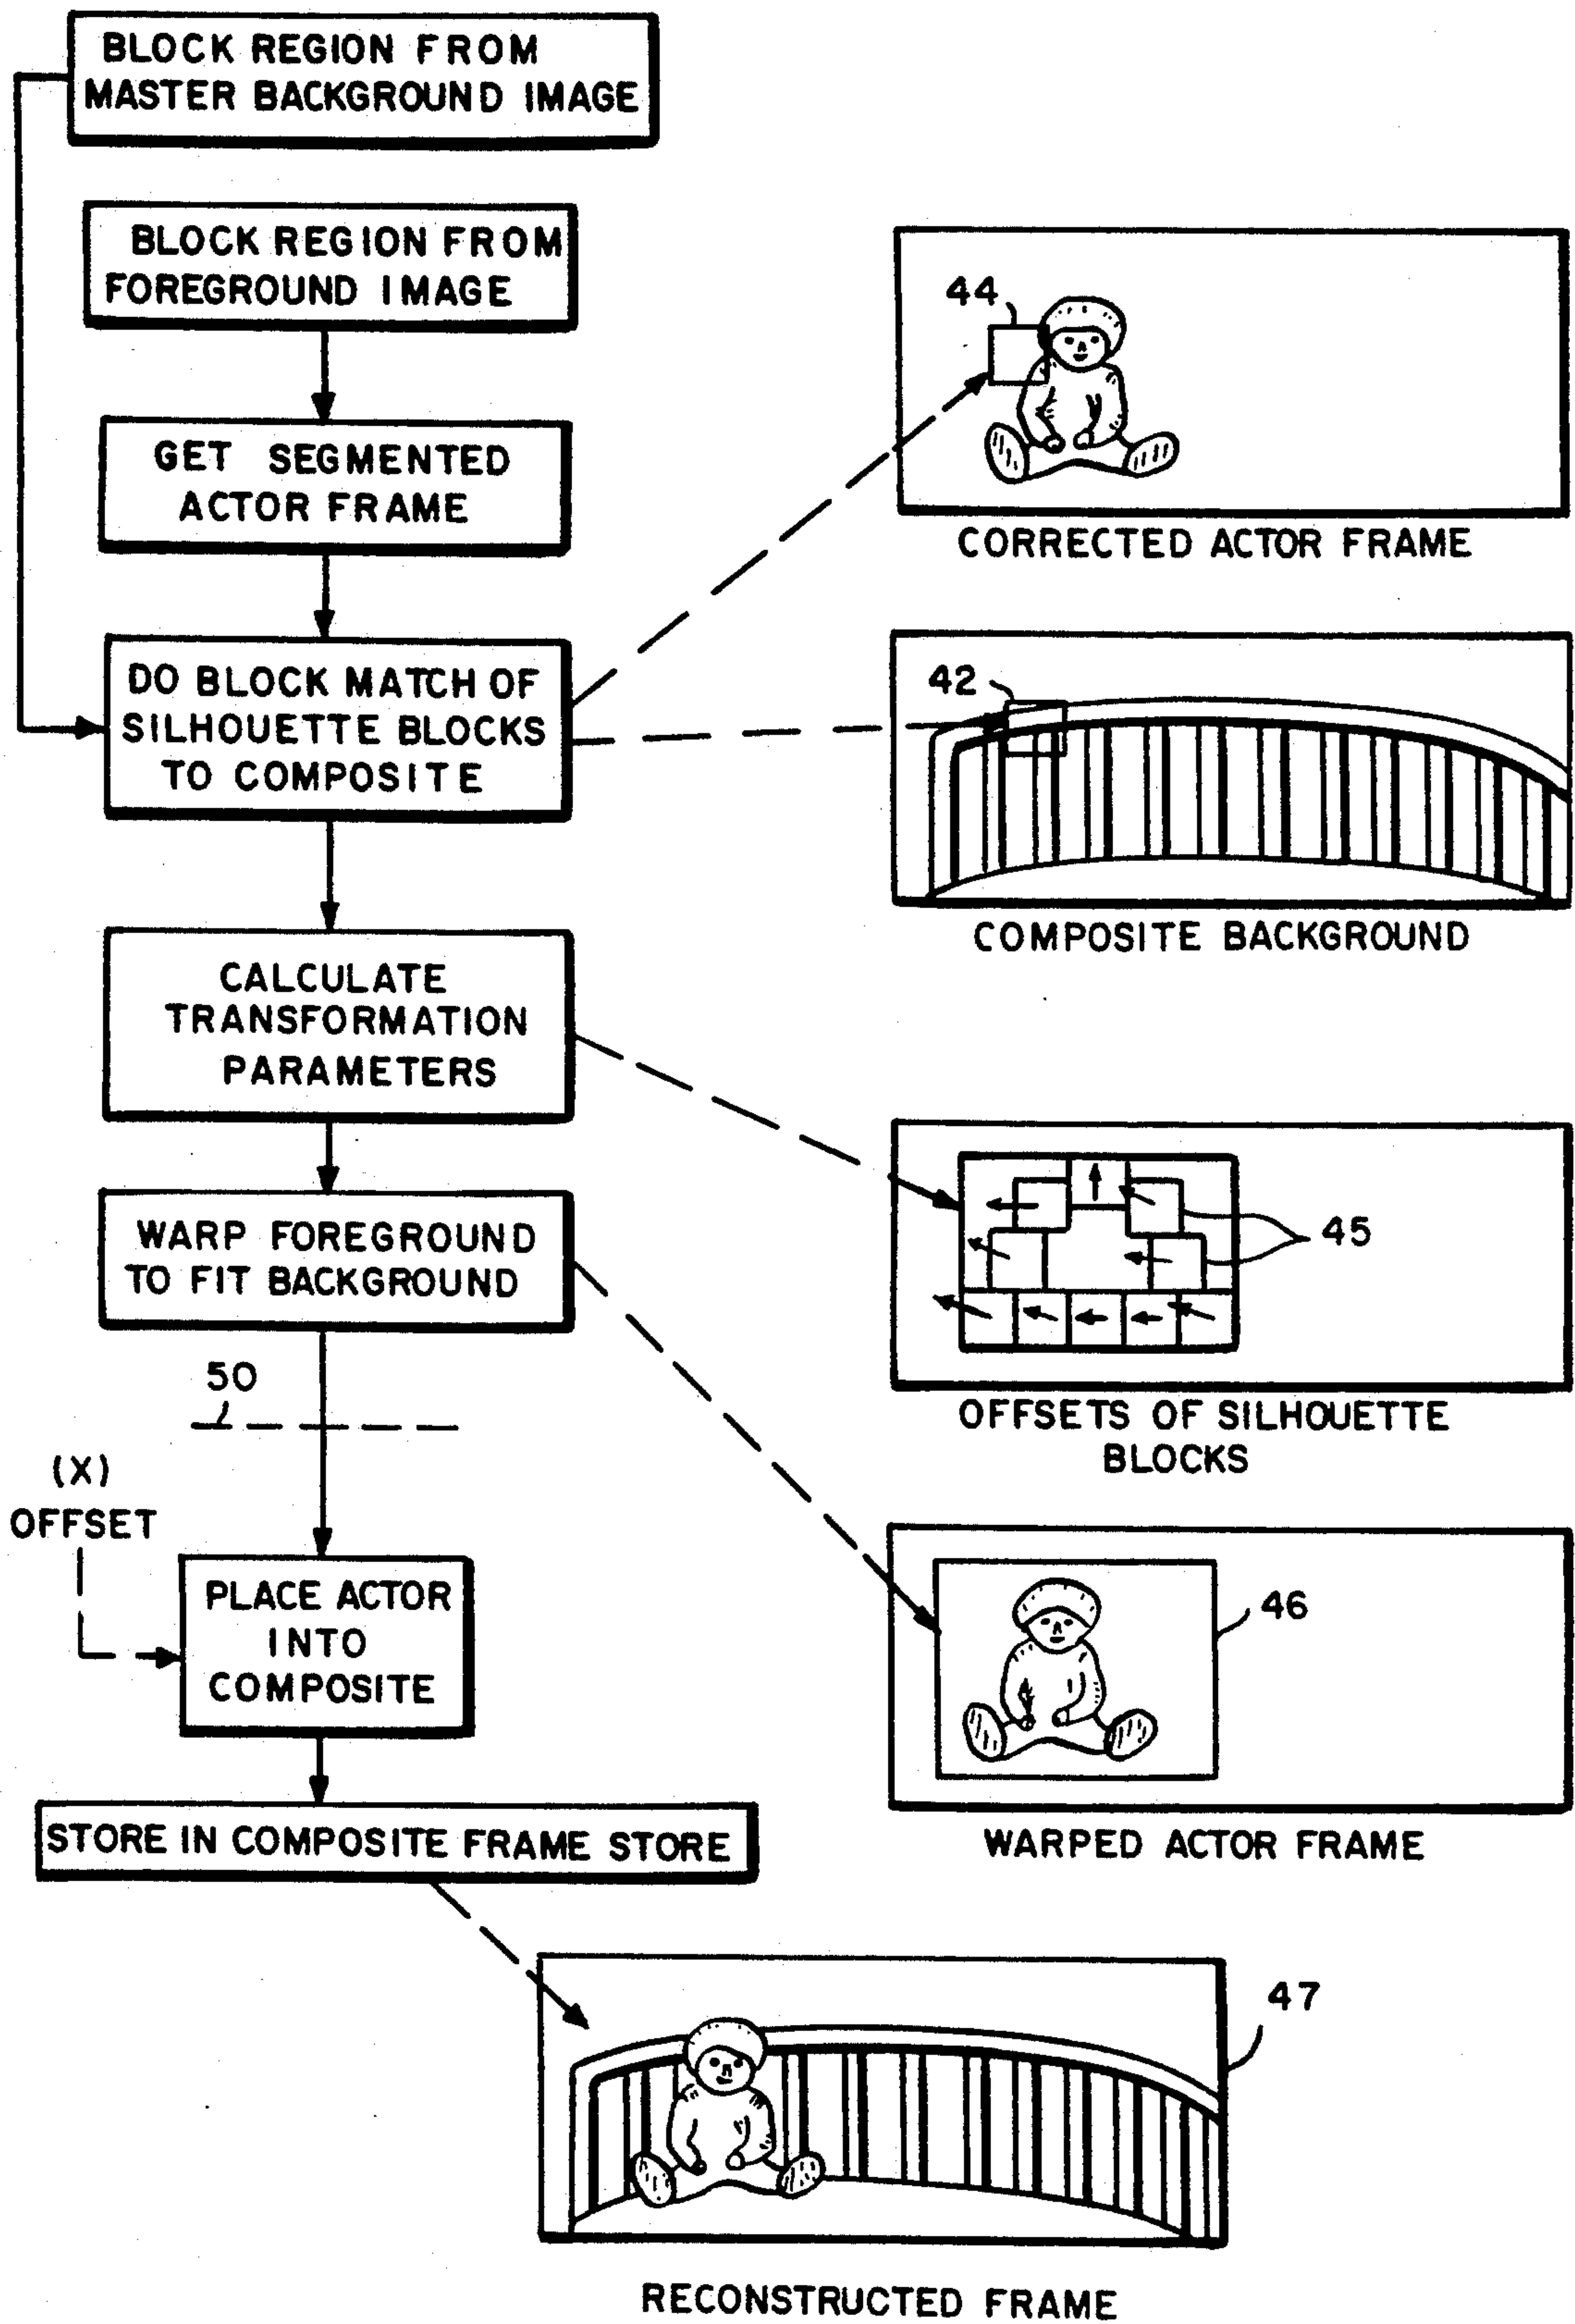 BLOCK REGION FROM
MASTER BACKGROUND IMAGE
BLOCK REGION FROM
FOREGROUND IMAGE
GET SEGMENTED
ACTOR FRAME
DO BLOCK MATCH OF
SILHOUETTE BLOCKS
TO COMPOSITE
CALCULATE
TRANSFORMATION
PARAMETERS
WARP FOREGROUND
TO FIT BACKGROUND
50
(X)
OFFSET
PLACE ACTOR
INTO
COMPOSITE
STORE IN COMPOSITE FRAME STORE
44
CORRECTED ACTOR FRAME
42
COMPOSITE BACKGROUND
45
OFFSETS OF SILHOUETTE
BLOCKS
46
WARPED ACTOR FRAME
47
RECONSTRUCTED FRAME